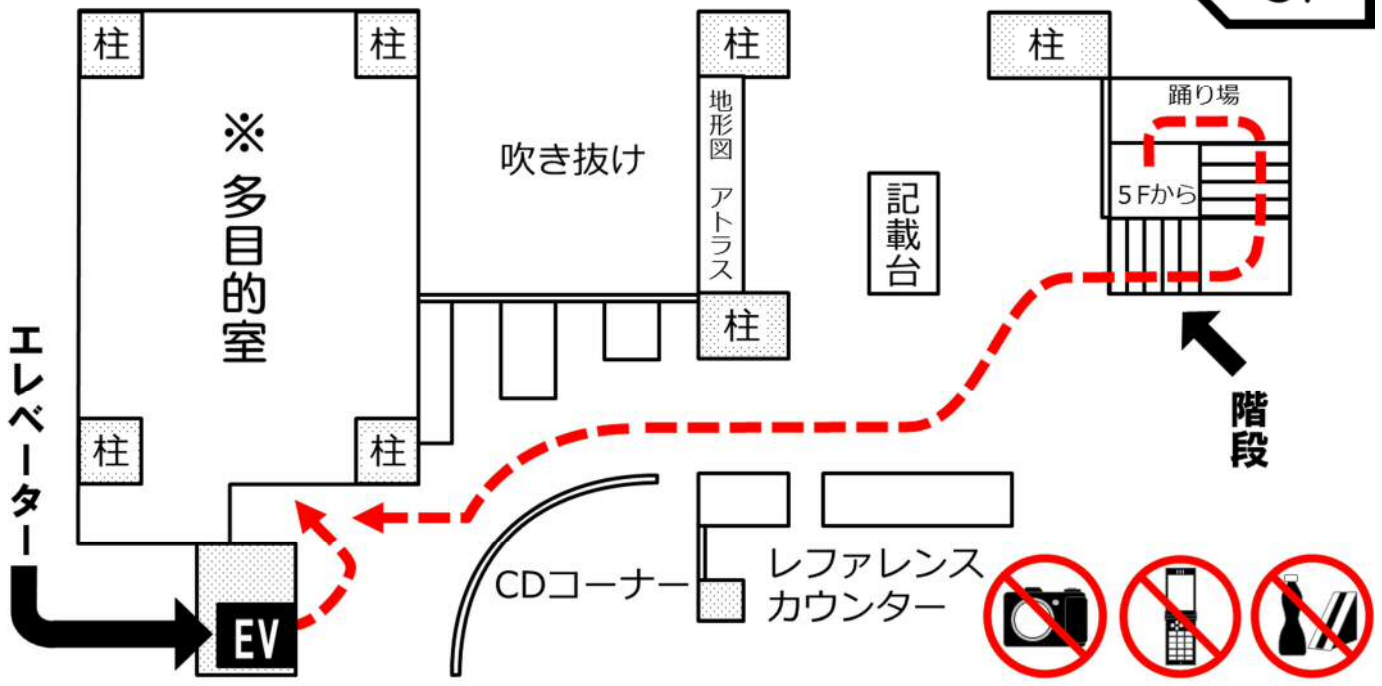 柱
柱
柱
柱
踊り場
地形図 アトラス
※多目的室
吹き抜け
記載台
5Fから
柱
エレベーター
階段
柱
柱
CDコーナー
レファレンス
カウンター
EV